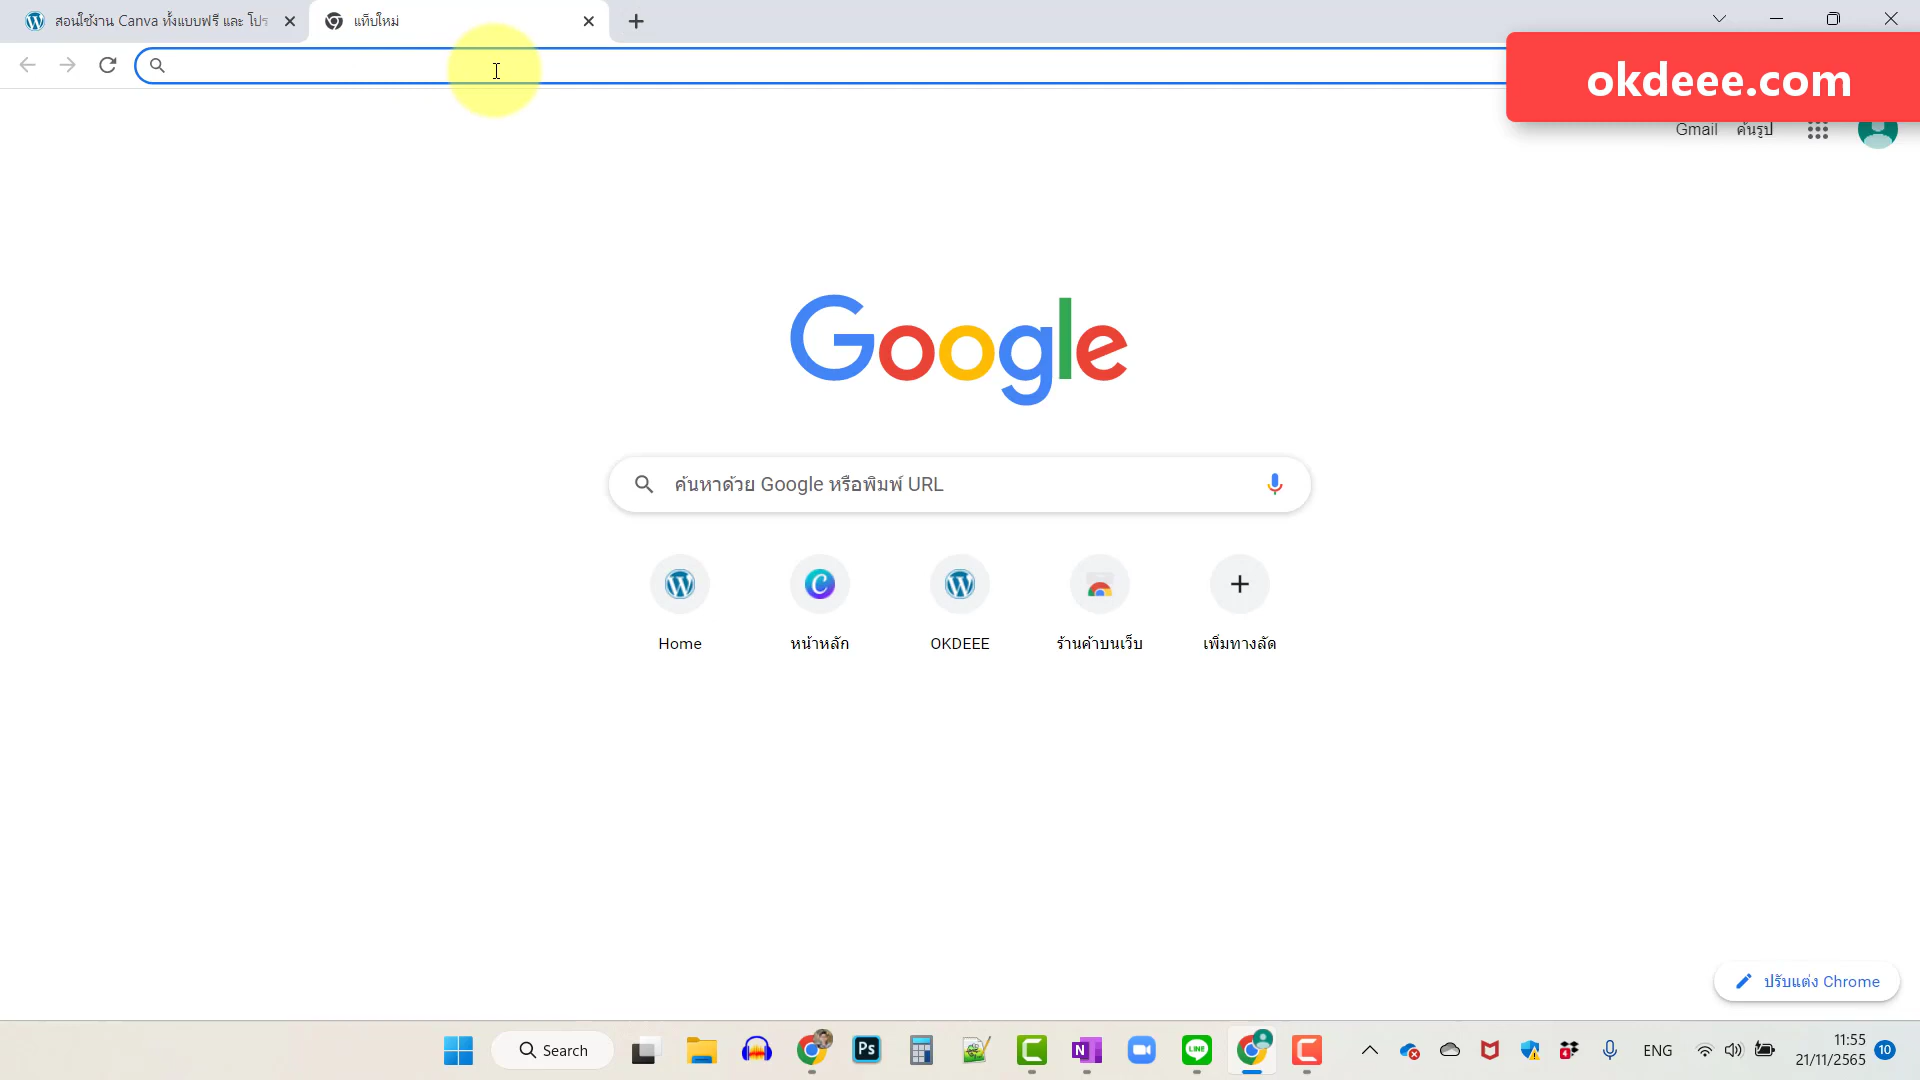 สอนใช้งาน Canva ทั้งแบบฟรี และ โปร
แท็บใหม่
okdeee.com
Gmail ค้นรูป
Google
ค้นหาด้วย Google หรือพิมพ์ URL
Home หน้าหลัก OKDEEE ร้านค้าบนเว็บ เพิ่มทางลัด
ปรับแต่ง Chrome
Search
Ps
N
LINE
4
ENG
11:55
21/11/2565
10